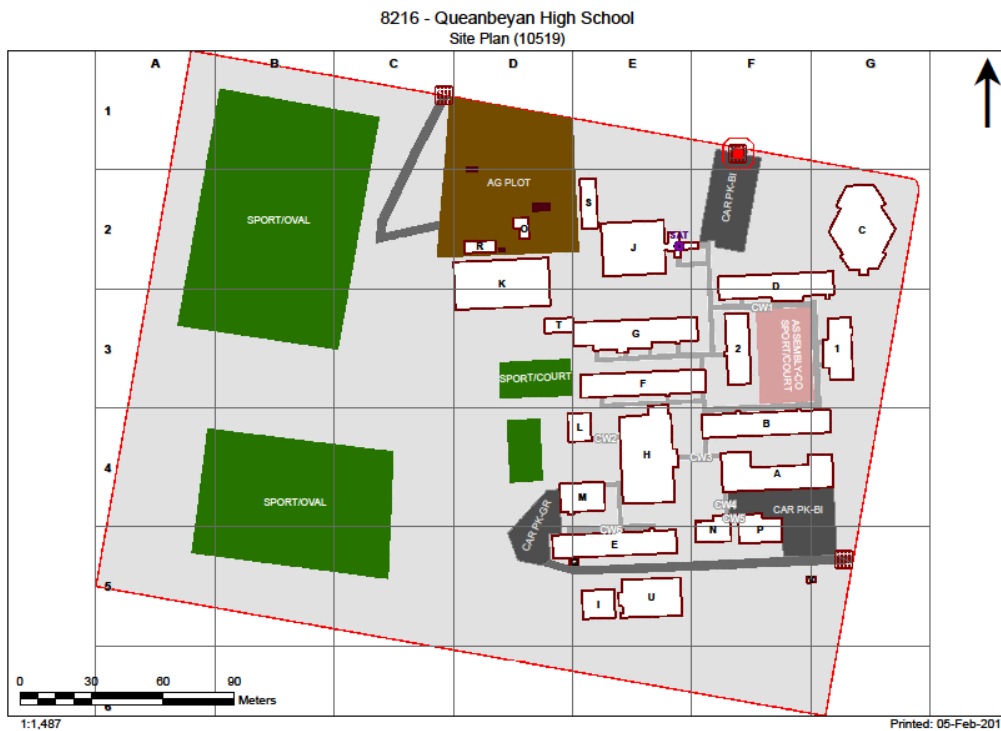 8216 - Queanbeyan High School
Site Plan (10519)
A B C D E F G
1
AG PLOT
CAR PK-BI
S
SPORT/OVAL
2
O
C
SAT
R
J
K
D
CW1
T
G
ASSEMBLY-CO
SPORT/COURT
3
2
1
SPORT/COURT
F
L
B
CW2
4
H
CW3
A
M
SPORT/OVAL
CW4
CAR PK-BI
CAR PK-GR
CW5
N
P
CW6
E
5
I
U
0 30 60 90
Meters
6
1:1,487
Printed: 05-Feb-201